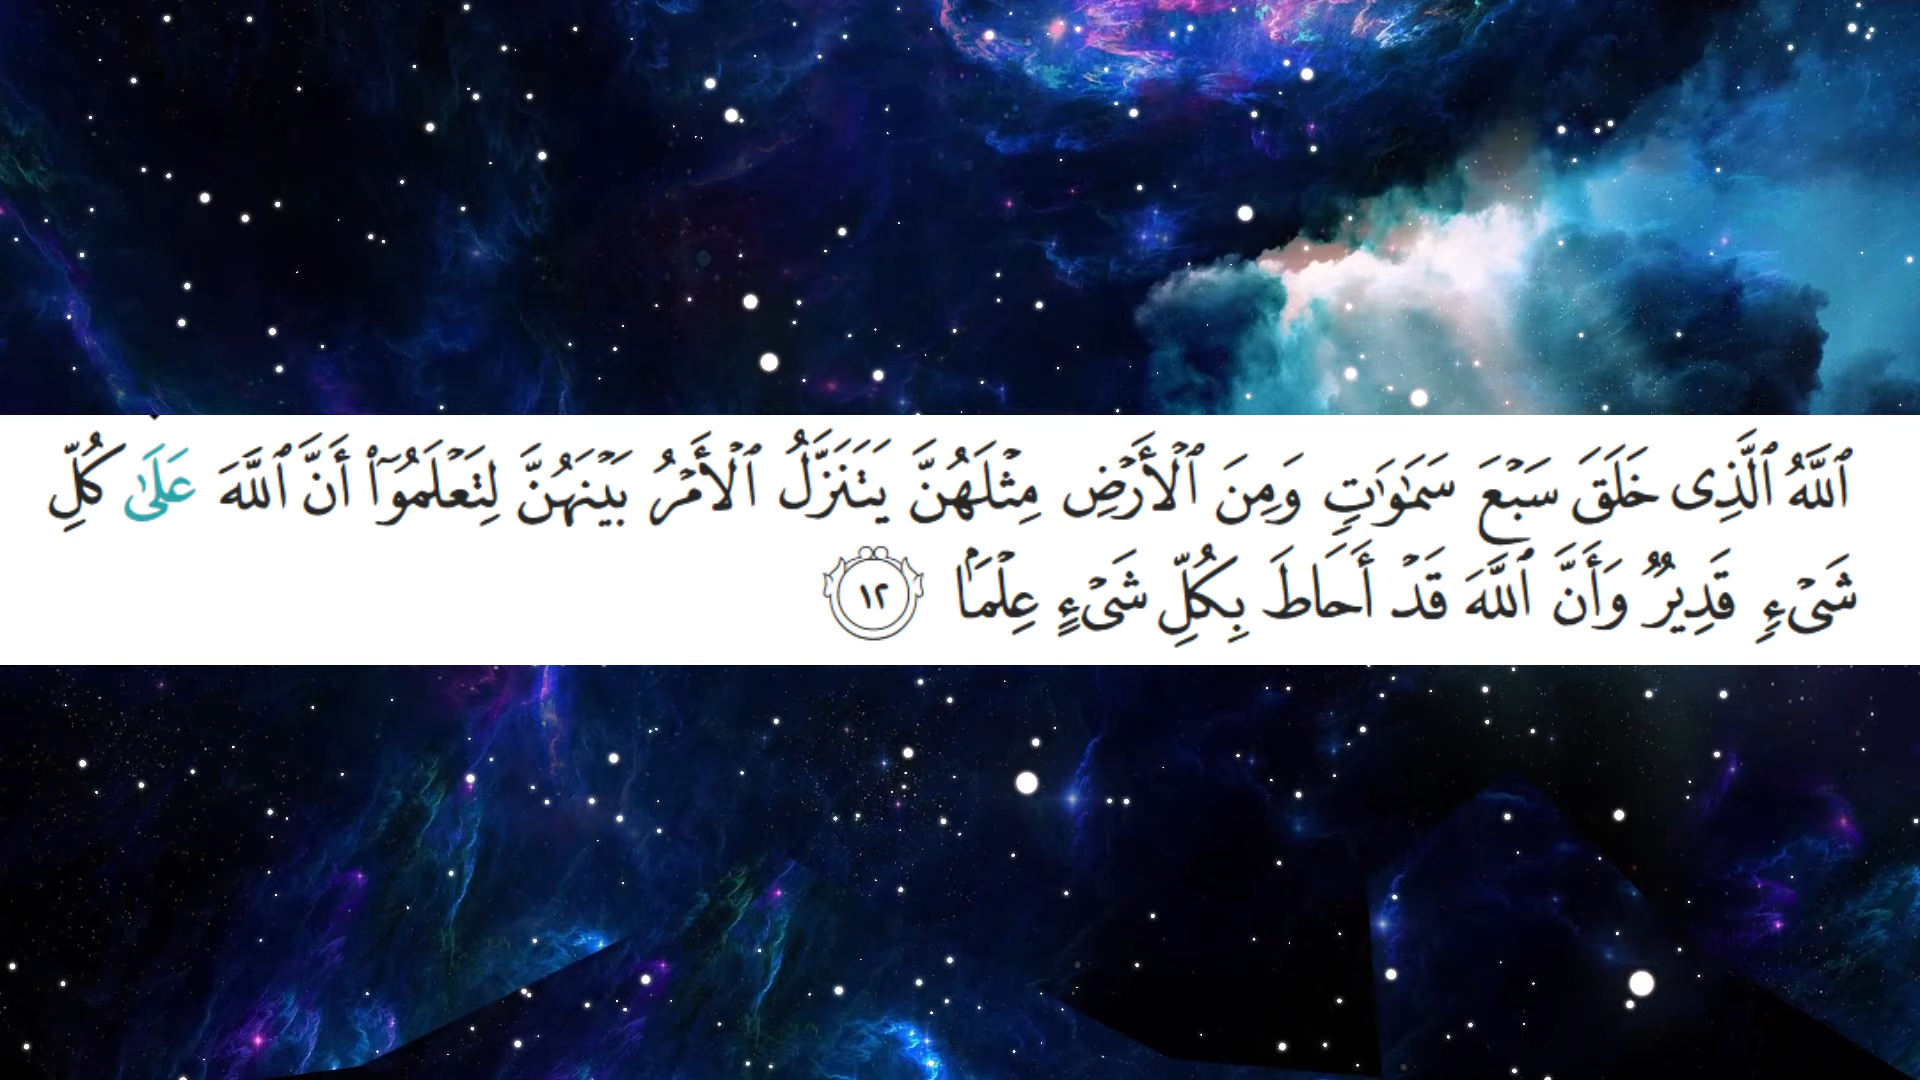 ٱللَّهُ ٱلَّذِى خَلَقَ سَبْعَ سَمَـٰوَٰتٍ وَمِنَ ٱلْأَرْضِ مِثْلَهُنَّ يَتَنَزَّلُ ٱلْأَمْرُ بَيْنَهُنَّ لِتَعْلَمُوٓا۟ أَنَّ ٱللَّهَ عَلَىٰ كُلِّ
شَىْءٍ قَدِيرٌ وَأَنَّ ٱللَّهَ قَدْ أَحَاطَ بِكُلِّ شَىْءٍ عِلْمًۢا ١٢